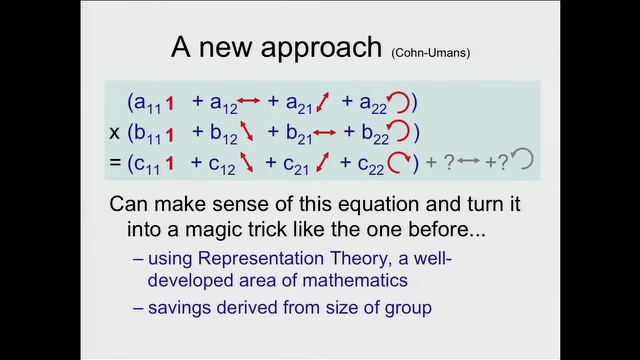 A new approach (Cohn-Umans)
(a11 1 + a12 ↔ + a21 ⤢ + a22 ↺)
x (b11 1 + b12 ⤡ + b21 ↔ + b22 ↺)
= (c11 1 + c12 ⤡ + c21 ⤢ + c22 ↻) + ? ↔ +? ↺
Can make sense of this equation and turn it
into a magic trick like the one before...
– using Representation Theory, a well-
developed area of mathematics
– savings derived from size of group